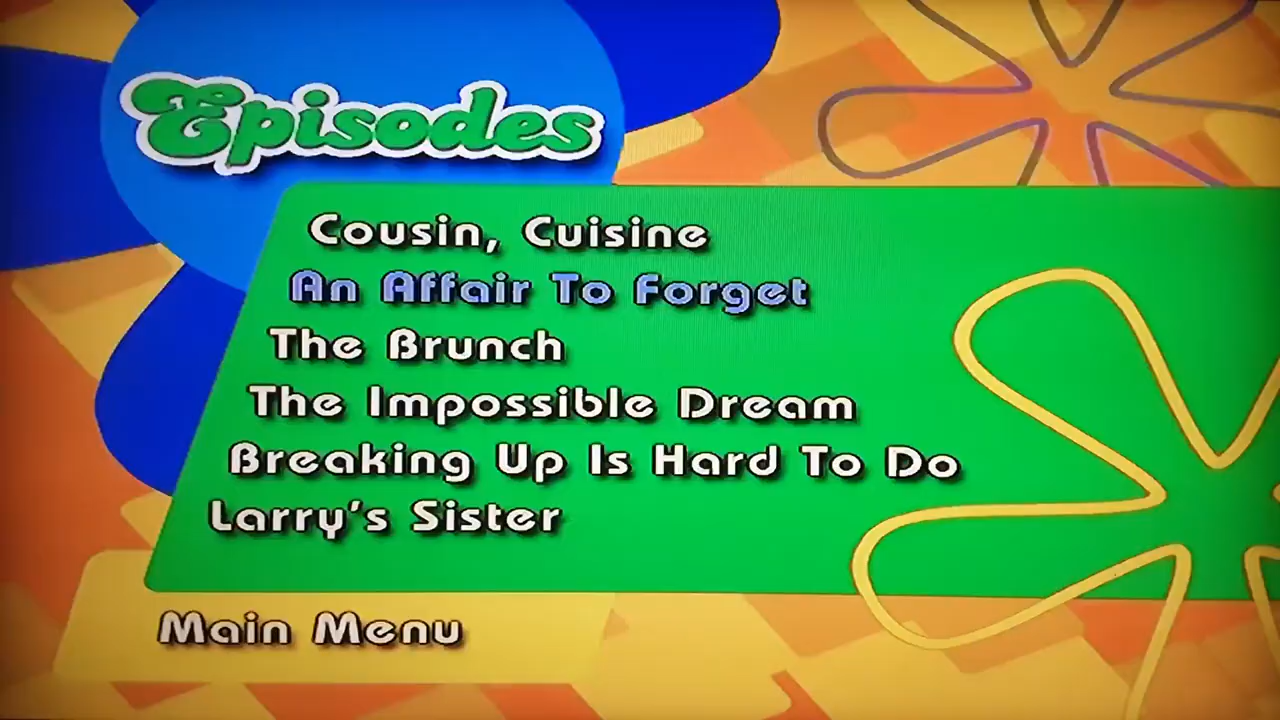 Episodes
Cousin, Cuisine
An Affair To Forget
The Brunch
The Impossible Dream
Breaking Up Is Hard To Do
Larry's Sister
Main Menu